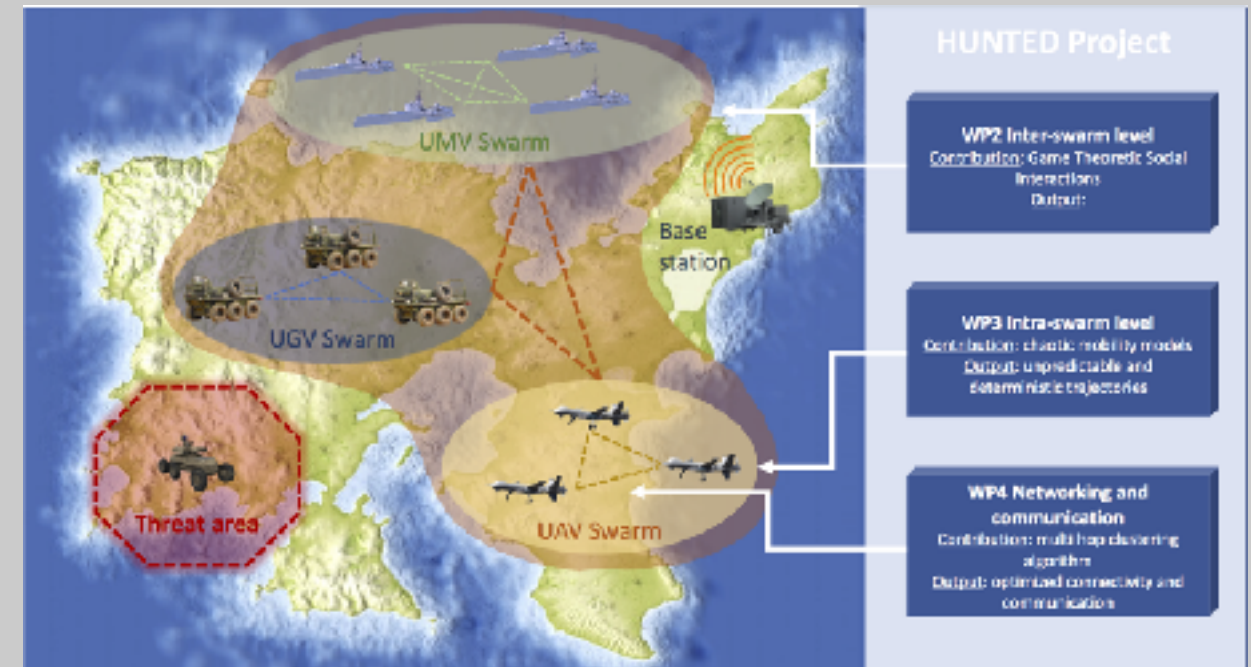 HUNTED Project
UMV Swarm
WP2 Inter-swarm level
Contribution: Game Theoretic Social
Interactions
Output:
Base
station
UGV Swarm
WP3 Intra-swarm level
Contribution: chaotic mobility models
Output: unpredictable and
deterministic trajectories
Threat area
UAV Swarm
WP4 Networking and
communication
Contribution: multi hop clustering
algorithm
Output: optimized connectivity and
communication